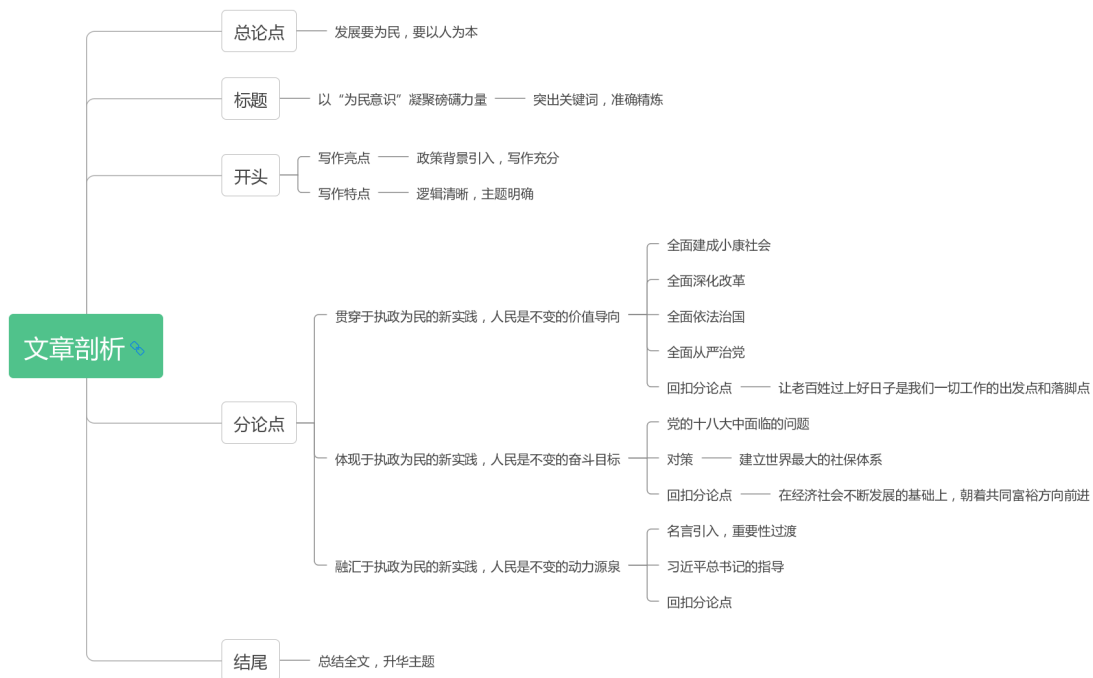 文章剖析
总论点
发展要为民，要以人为本
标题
以“为民意识”凝聚磅礴力量
突出关键词，准确精炼
开头
写作亮点
政策背景引入，写作充分
写作特点
逻辑清晰，主题明确
分论点
贯穿于执政为民的新实践，人民是不变的价值导向
全面建成小康社会
全面深化改革
全面依法治国
全面从严治党
回扣分论点
让老百姓过上好日子是我们一切工作的出发点和落脚点
体现于执政为民的新实践，人民是不变的奋斗目标
党的十八大中面临的问题
对策
建立世界最大的社保体系
回扣分论点
在经济社会不断发展的基础上，朝着共同富裕方向前进
融汇于执政为民的新实践，人民是不变的动力源泉
名言引入，重要性过渡
习近平总书记的指导
回扣分论点
结尾
总结全文，升华主题